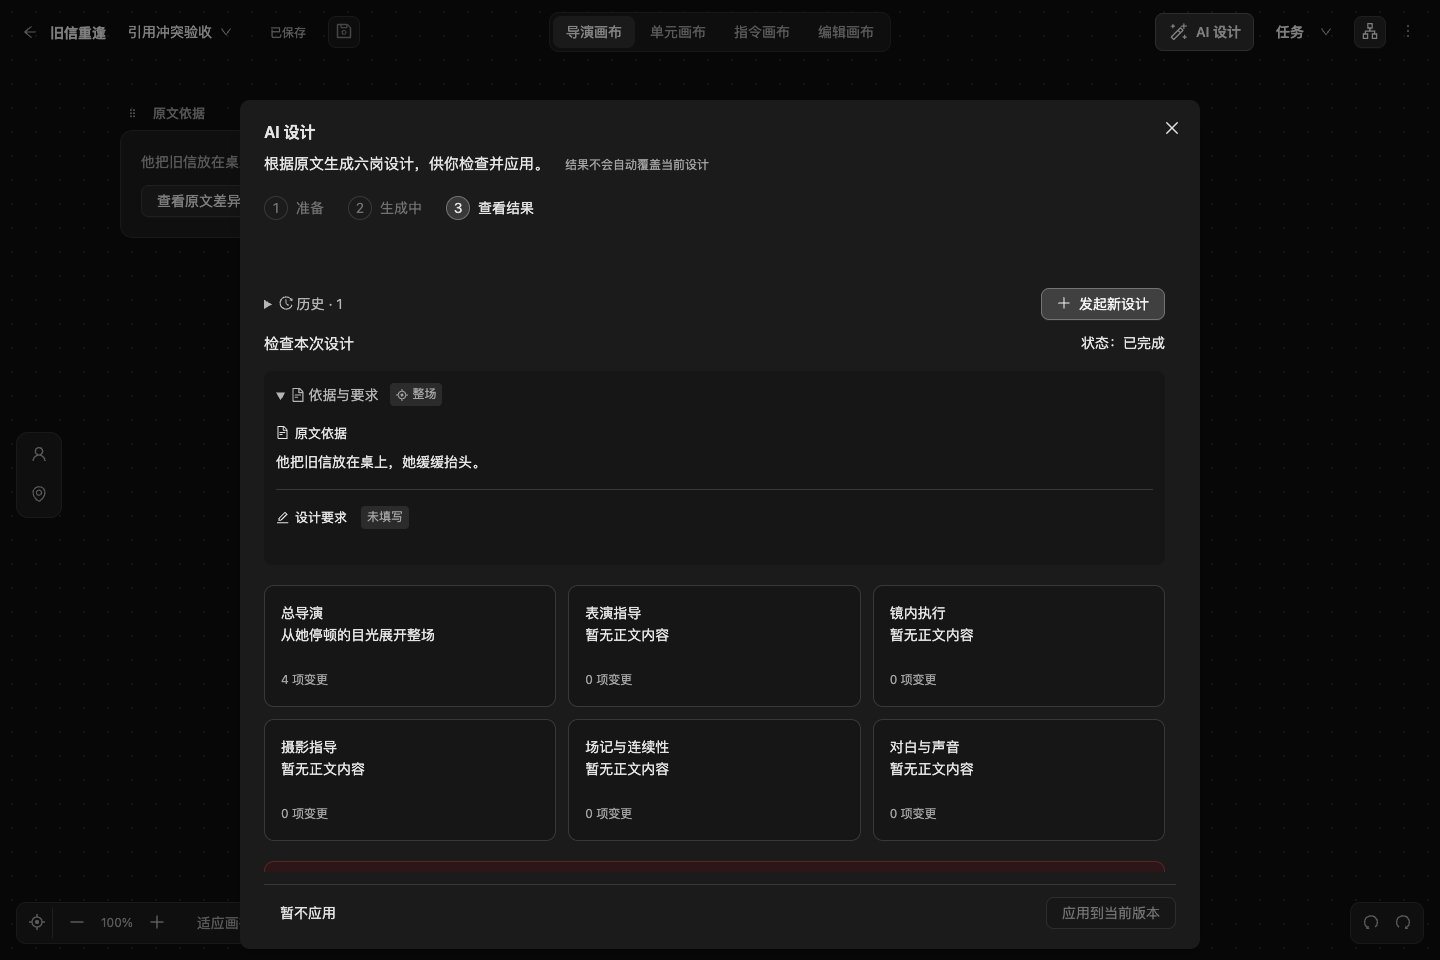 旧信重逢 引用冲突验收 已保存 导演画布 单元画布 指令画布 编辑画布 AI 设计 任务
原文依据
他把旧信放在桌
查看原文差异
AI 设计
根据原文生成六岗设计，供你检查并应用。 结果不会自动覆盖当前设计
1 准备 2 生成中 3 查看结果
历史 · 1 发起新设计
检查本次设计 状态：已完成
依据与要求 整场
原文依据
他把旧信放在桌上，她缓缓抬头。
设计要求 未填写
总导演
从她停顿的目光展开整场
4 项变更
表演指导
暂无正文内容
0 项变更
镜内执行
暂无正文内容
0 项变更
摄影指导
暂无正文内容
0 项变更
场记与连续性
暂无正文内容
0 项变更
对白与声音
暂无正文内容
0 项变更
暂不应用 应用到当前版本
100% 适应画